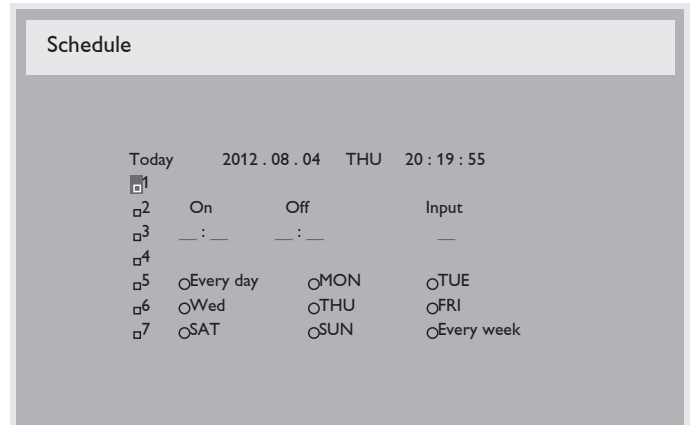 Schedule
Today 2012 . 08 . 04 THU 20 : 19 : 55
1
2 On Off Input
3 __ : __ __ : __ __
4
5 Every day MON TUE
6 Wed THU FRI
7 SAT SUN Every week